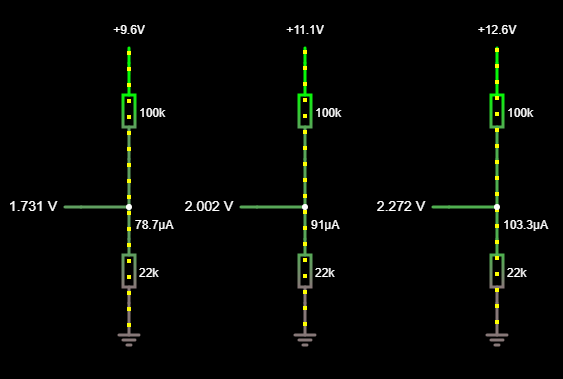 +9.6V
+11.1V
+12.6V
100k
100k
100k
1.731 V
2.002 V
2.272 V
78.7µA
91µA
103.3µA
22k
22k
22k